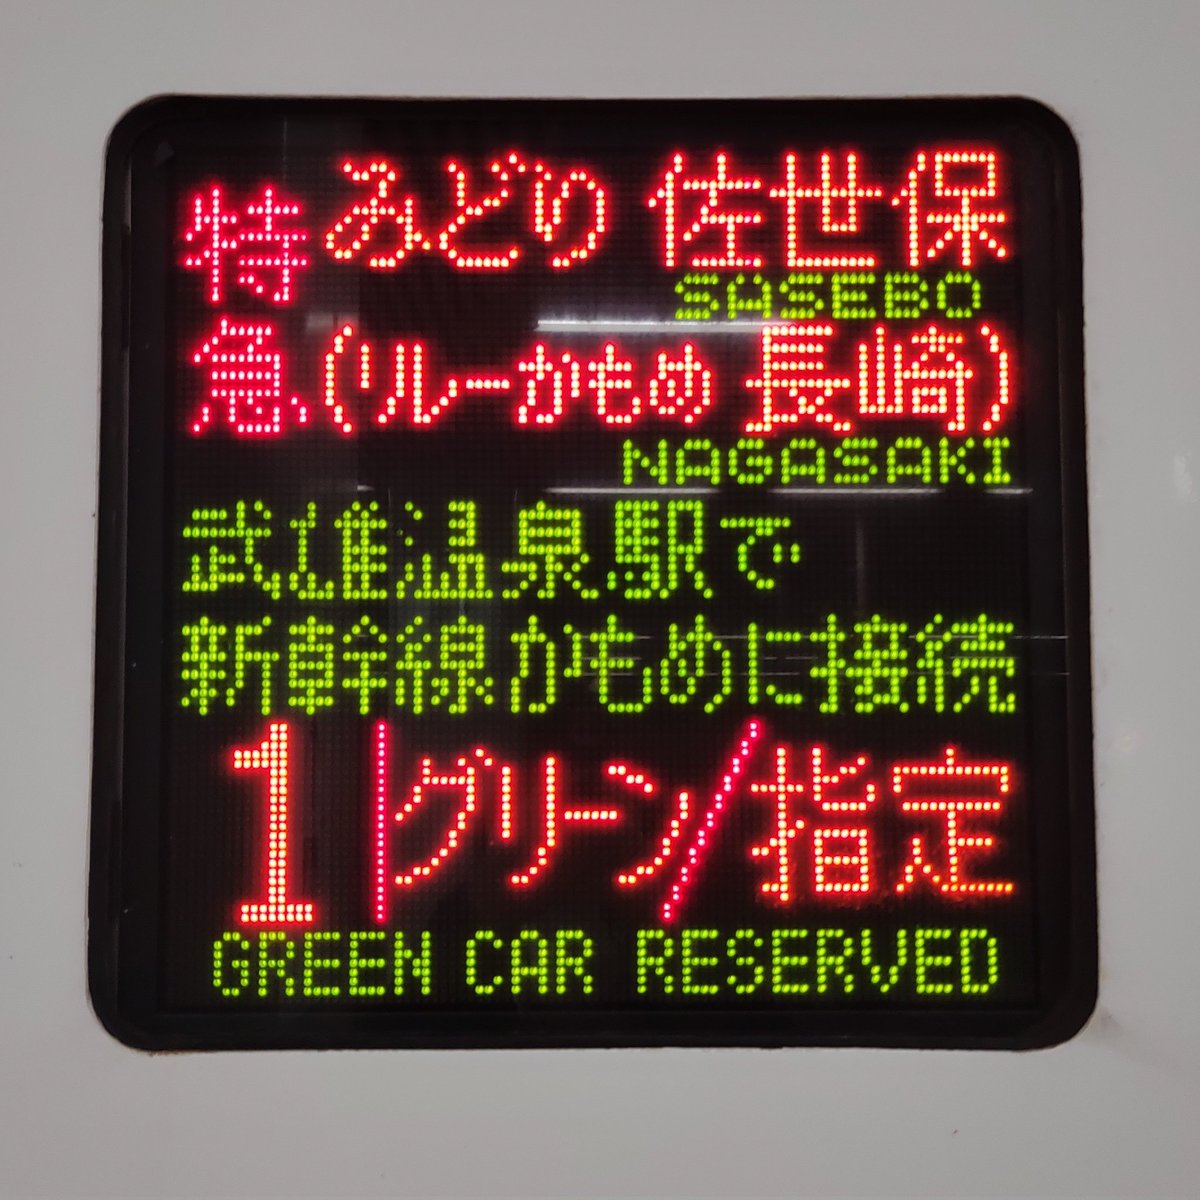 特急 みどり 佐世保
SASEBO
(リレーかもめ 長崎)
NAGASAKI
武雄温泉駅で
新幹線かもめに接続
1 グリーン/指定
GREEN CAR RESERVED